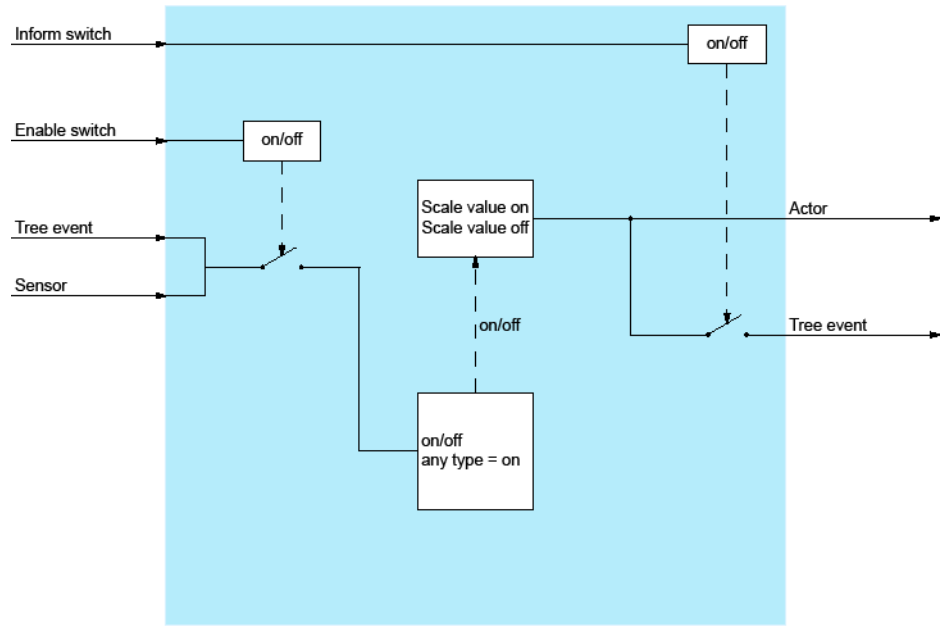 Inform switch
on/off
Enable switch
on/off
Scale value on
Scale value off
Actor
Tree event
Sensor
on/off
Tree event
on/off
any type = on